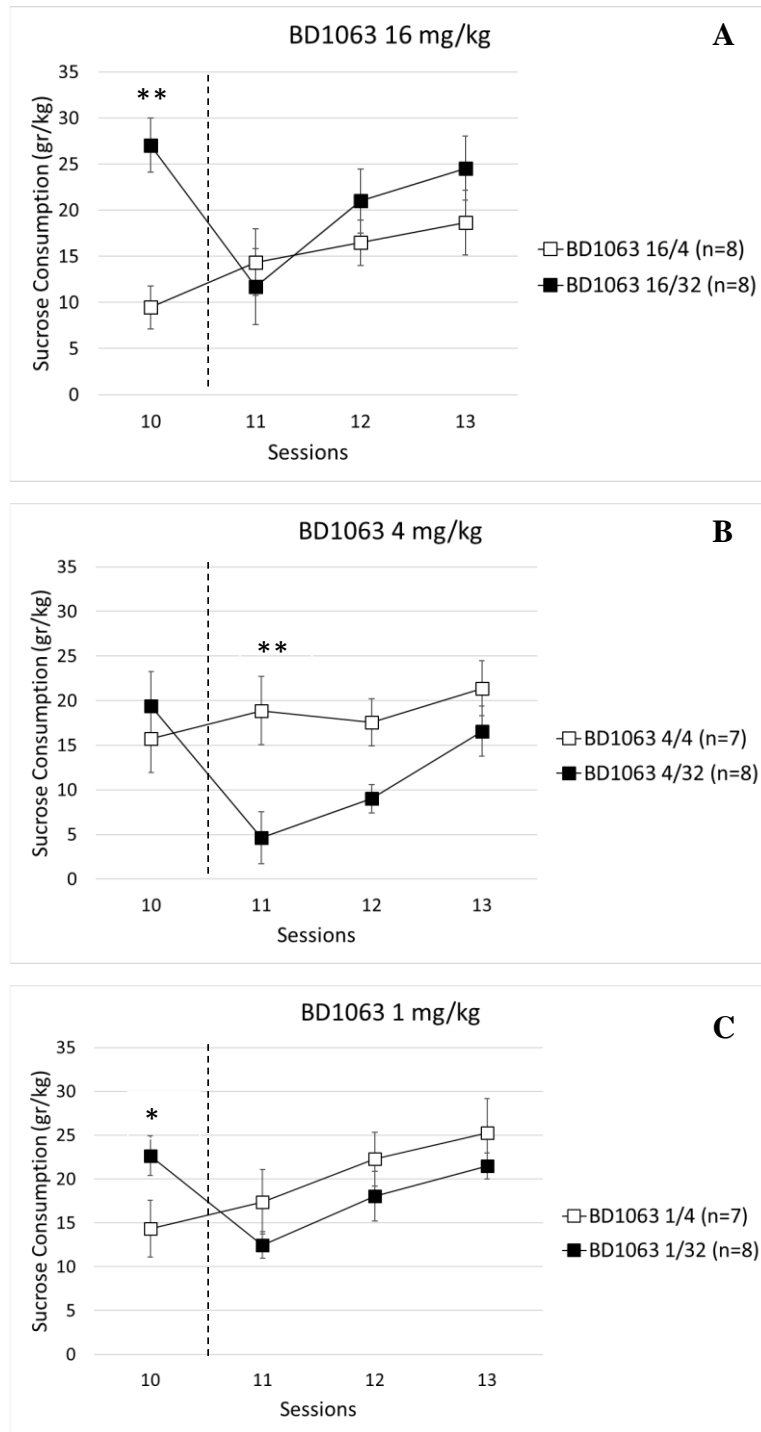 BD1063 16 mg/kg
A
35
30
25
20
15
10
5
0
**
Sucrose Consumption (gr/kg)
10 11 12 13
Sessions
BD1063 16/4 (n=8)
BD1063 16/32 (n=8)
BD1063 4 mg/kg
B
35
30
25
20
15
10
5
0
**
Sucrose Consumption (gr/kg)
10 11 12 13
Sessions
BD1063 4/4 (n=7)
BD1063 4/32 (n=8)
BD1063 1 mg/kg
C
35
30
25
20
15
10
5
0
*
Sucrose Consumption (gr/kg)
10 11 12 13
Sessions
BD1063 1/4 (n=7)
BD1063 1/32 (n=8)